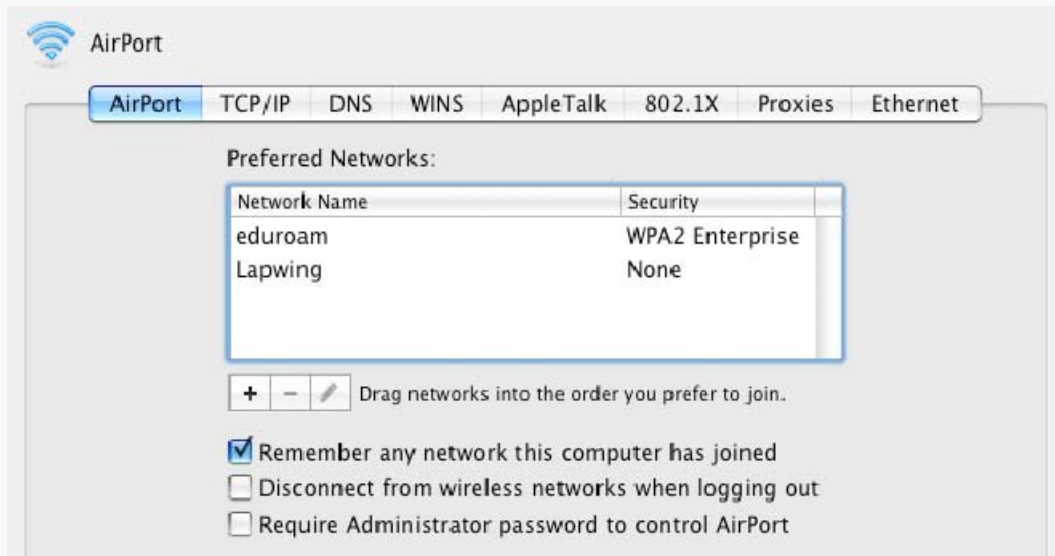 AirPort
AirPort TCP/IP DNS WINS AppleTalk 802.1X Proxies Ethernet
Preferred Networks:
Network Name Security
eduroam WPA2 Enterprise
Lapwing None
+ − Drag networks into the order you prefer to join.
Remember any network this computer has joined
Disconnect from wireless networks when logging out
Require Administrator password to control AirPort